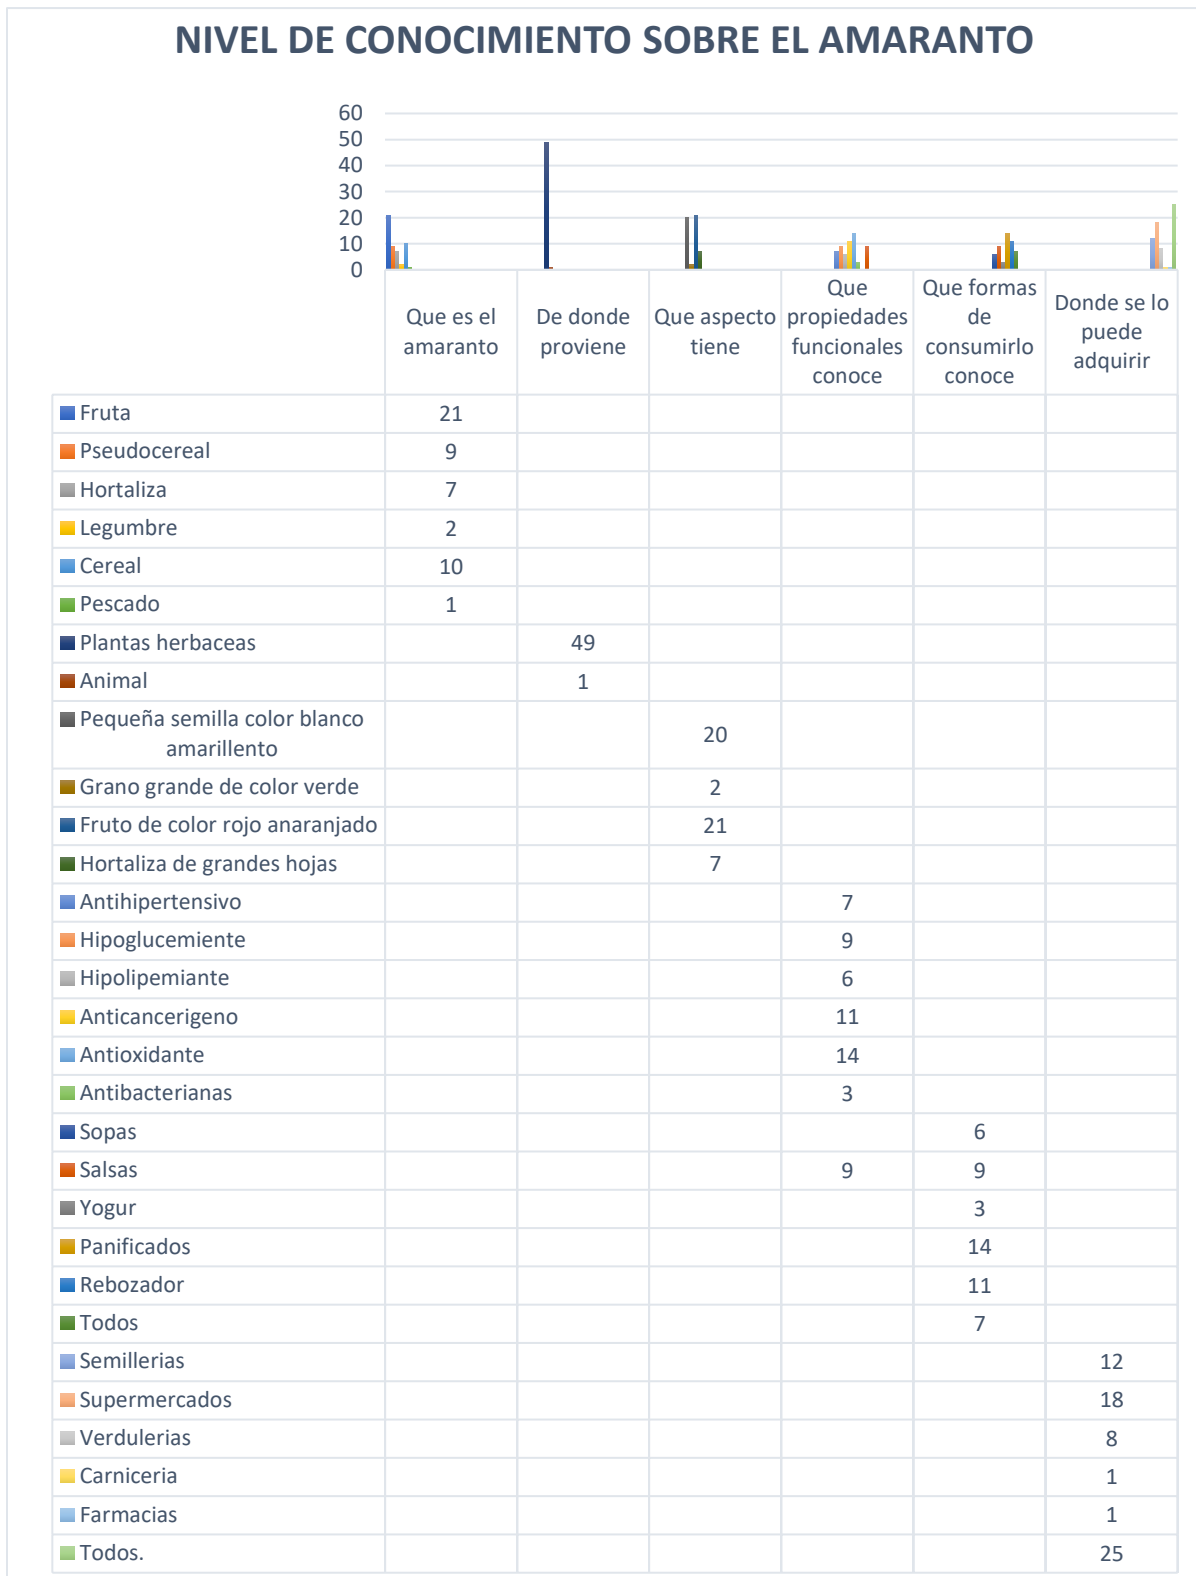 NIVEL DE CONOCIMIENTO SOBRE EL AMARANTO
60
50
40
30
20
10
0
Que es el
amaranto
De donde
proviene
Que aspecto
tiene
Que
propiedades
funcionales
conoce
Que formas
de
consumirlo
conoce
Donde se lo
puede
adquirir
Fruta 21
Pseudocereal 9
Hortaliza 7
Legumbre 2
Cereal 10
Pescado 1
Plantas herbaceas 49
Animal 1
Pequeña semilla color blanco
amarillento 20
Grano grande de color verde 2
Fruto de color rojo anaranjado 21
Hortaliza de grandes hojas 7
Antihipertensivo 7
Hipoglucemiente 9
Hipolipemiante 6
Anticancerigeno 11
Antioxidante 14
Antibacterianas 3
Sopas 6
Salsas 9 9
Yogur 3
Panificados 14
Rebozador 11
Todos 7
Semillerias 12
Supermercados 18
Verdulerias 8
Carniceria 1
Farmacias 1
Todos. 25